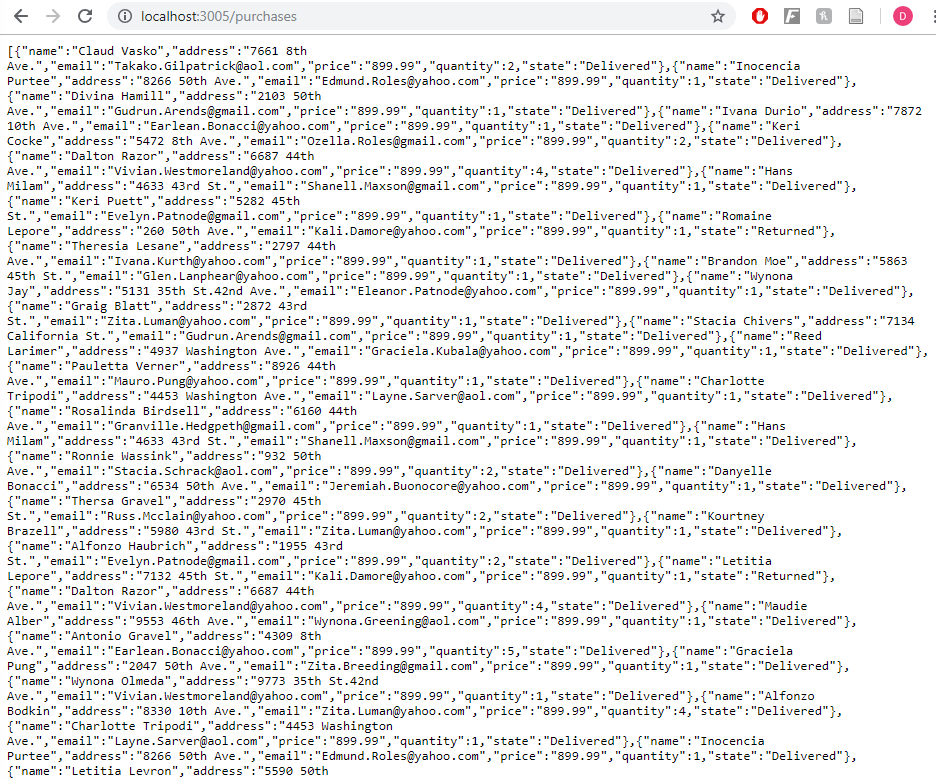 localhost:3005/purchases
D
[{"name":"Claud Vasko","address":"7661 8th
Ave.","email":"Takako.Gilpatrick@aol.com","price":"899.99","quantity":2,"state":"Delivered"},{"name":"Inocencia
Purtee","address":"8266 50th Ave.","email":"Edmund.Roles@yahoo.com","price":"899.99","quantity":1,"state":"Delivered"},
{"name":"Divina Hamill","address":"2103 50th
Ave.","email":"Gudrun.Arends@gmail.com","price":"899.99","quantity":1,"state":"Delivered"},{"name":"Ivana Durio","address":"7872
10th Ave.","email":"Earlean.Bonacci@yahoo.com","price":"899.99","quantity":1,"state":"Delivered"},{"name":"Keri
Cocke","address":"5472 8th Ave.","email":"Ozella.Roles@gmail.com","price":"899.99","quantity":2,"state":"Delivered"},
{"name":"Dalton Razor","address":"6687 44th
Ave.","email":"Vivian.Westmoreland@yahoo.com","price":"899.99","quantity":4,"state":"Delivered"},{"name":"Hans
Milam","address":"4633 43rd St.","email":"Shanell.Maxson@gmail.com","price":"899.99","quantity":1,"state":"Delivered"},
{"name":"Keri Puett","address":"5282 45th
St.","email":"Evelyn.Patnode@gmail.com","price":"899.99","quantity":1,"state":"Delivered"},{"name":"Romaine
Lepore","address":"260 50th Ave.","email":"Kali.Damore@yahoo.com","price":"899.99","quantity":1,"state":"Returned"},
{"name":"Theresia Lesane","address":"2797 44th
Ave.","email":"Ivana.Kurth@yahoo.com","price":"899.99","quantity":1,"state":"Delivered"},{"name":"Brandon Moe","address":"5863
45th St.","email":"Glen.Lanphear@yahoo.com","price":"899.99","quantity":1,"state":"Delivered"},{"name":"Wynona
Jay","address":"5131 35th St.42nd Ave.","email":"Eleanor.Patnode@yahoo.com","price":"899.99","quantity":1,"state":"Delivered"},
{"name":"Graig Blatt","address":"2872 43rd
St.","email":"Zita.Luman@yahoo.com","price":"899.99","quantity":1,"state":"Delivered"},{"name":"Stacia Chivers","address":"7134
California St.","email":"Gudrun.Arends@gmail.com","price":"899.99","quantity":1,"state":"Delivered"},{"name":"Reed
Larimer","address":"4937 Washington Ave.","email":"Graciela.Kubala@yahoo.com","price":"899.99","quantity":1,"state":"Delivered"},
{"name":"Pauletta Verner","address":"8926 44th
Ave.","email":"Mauro.Pung@yahoo.com","price":"899.99","quantity":1,"state":"Delivered"},{"name":"Charlotte
Tripodi","address":"4453 Washington Ave.","email":"Layne.Sarver@aol.com","price":"899.99","quantity":1,"state":"Delivered"},
{"name":"Rosalinda Birdsell","address":"6160 44th
Ave.","email":"Granville.Hedgpeth@gmail.com","price":"899.99","quantity":1,"state":"Delivered"},{"name":"Hans
Milam","address":"4633 43rd St.","email":"Shanell.Maxson@gmail.com","price":"899.99","quantity":1,"state":"Delivered"},
{"name":"Ronnie Wassink","address":"932 50th
Ave.","email":"Stacia.Schrack@aol.com","price":"899.99","quantity":2,"state":"Delivered"},{"name":"Danyelle
Bonacci","address":"6534 50th Ave.","email":"Jeremiah.Buonocore@yahoo.com","price":"899.99","quantity":1,"state":"Delivered"},
{"name":"Thersa Gravel","address":"2970 45th
St.","email":"Russ.Mcclain@yahoo.com","price":"899.99","quantity":2,"state":"Delivered"},{"name":"Kourtney
Brazell","address":"5980 43rd St.","email":"Zita.Luman@yahoo.com","price":"899.99","quantity":1,"state":"Delivered"},
{"name":"Alfonzo Haubrich","address":"1955 43rd
St.","email":"Evelyn.Patnode@gmail.com","price":"899.99","quantity":2,"state":"Delivered"},{"name":"Letitia
Lepore","address":"7132 45th St.","email":"Kali.Damore@yahoo.com","price":"899.99","quantity":1,"state":"Returned"},
{"name":"Dalton Razor","address":"6687 44th
Ave.","email":"Vivian.Westmoreland@yahoo.com","price":"899.99","quantity":4,"state":"Delivered"},{"name":"Maudie
Alber","address":"9553 46th Ave.","email":"Wynona.Greening@aol.com","price":"899.99","quantity":1,"state":"Delivered"},
{"name":"Antonio Gravel","address":"4309 8th
Ave.","email":"Earlean.Bonacci@yahoo.com","price":"899.99","quantity":5,"state":"Delivered"},{"name":"Graciela
Pung","address":"2047 50th Ave.","email":"Zita.Breeding@gmail.com","price":"899.99","quantity":1,"state":"Delivered"},
{"name":"Wynona Olmeda","address":"9773 35th St.42nd
Ave.","email":"Vivian.Westmoreland@yahoo.com","price":"899.99","quantity":1,"state":"Delivered"},{"name":"Alfonzo
Bodkin","address":"8330 10th Ave.","email":"Zita.Luman@yahoo.com","price":"899.99","quantity":4,"state":"Delivered"},
{"name":"Charlotte Tripodi","address":"4453 Washington
Ave.","email":"Layne.Sarver@aol.com","price":"899.99","quantity":1,"state":"Delivered"},{"name":"Inocencia
Purtee","address":"8266 50th Ave.","email":"Edmund.Roles@yahoo.com","price":"899.99","quantity":1,"state":"Delivered"},
{"name":"Letitia Levron","address":"5590 50th